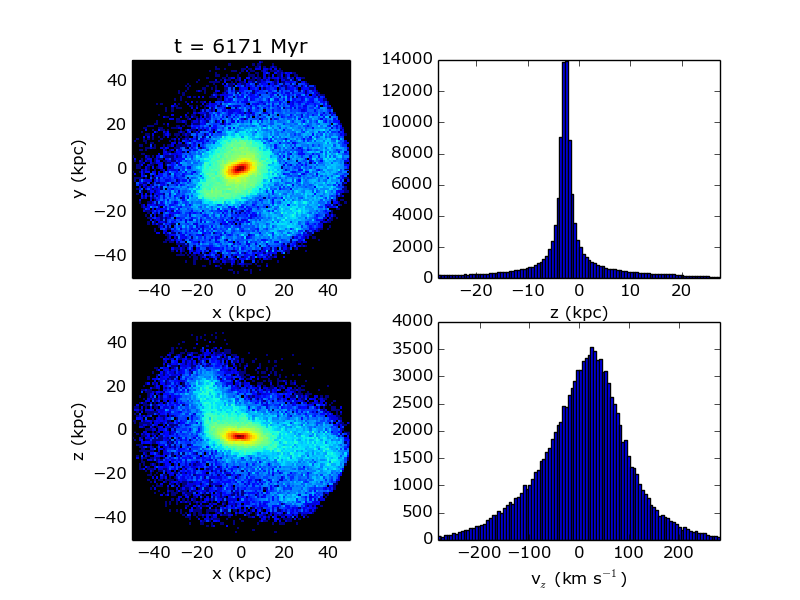 t = 6171 Myr
40
20
0
−20
−40
y (kpc)
−40 −20 0 20 40
x (kpc)
14000
12000
10000
8000
6000
4000
2000
0
−20 −10 0 10 20
z (kpc)
40
20
0
−20
−40
z (kpc)
−40 −20 0 20 40
x (kpc)
4000
3500
3000
2500
2000
1500
1000
500
0
−200 −100 0 100 200
v_z (km s⁻¹)